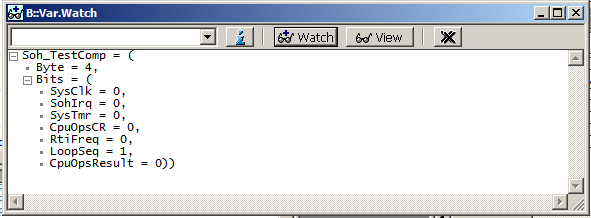 B::Var.Watch
Watch
View
Soh_TestComp = (
Byte = 4,
Bits = (
SysClk = 0,
SohIrq = 0,
SysTmr = 0,
CpuOpsCR = 0,
RtiFreq = 0,
LoopSeq = 1,
CpuOpsResult = 0))